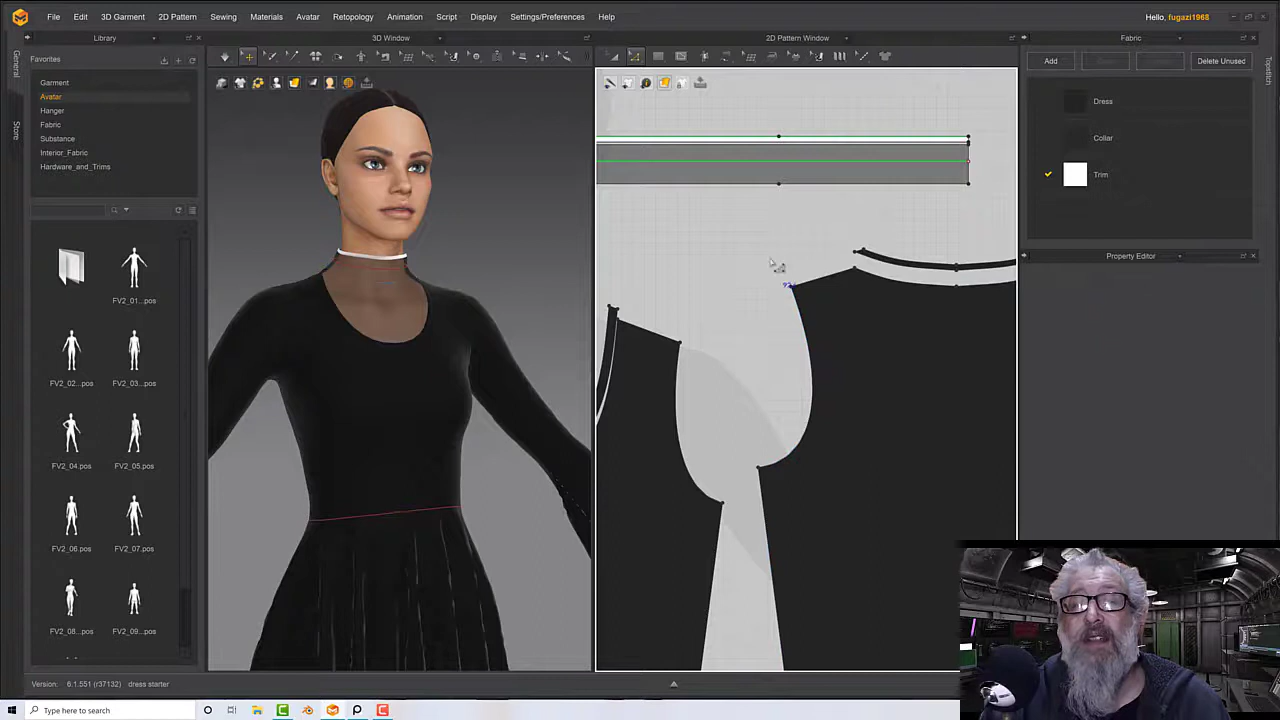 File Edit 3D Garment 2D Pattern Sewing Materials Avatar Retopology Animation Script Display Settings/Preferences Help Hello, fugazi1968
Library 3D Window 2D Pattern Window Fabric
General
Store
Topstitch
Favorites
Garment
Avatar
Hanger
Fabric
Substance
Interior_Fabric
Hardware_and_Trims
FV2_01...pos
FV2_02...pos FV2_03...pos
FV2_04.pos FV2_05.pos
FV2_06.pos FV2_07.pos
FV2_08...pos FV2_09...pos
Add Delete Unused
Dress
Collar
Trim
Property Editor
Version: 6.1.551 (r37132) dress starter
Type here to search